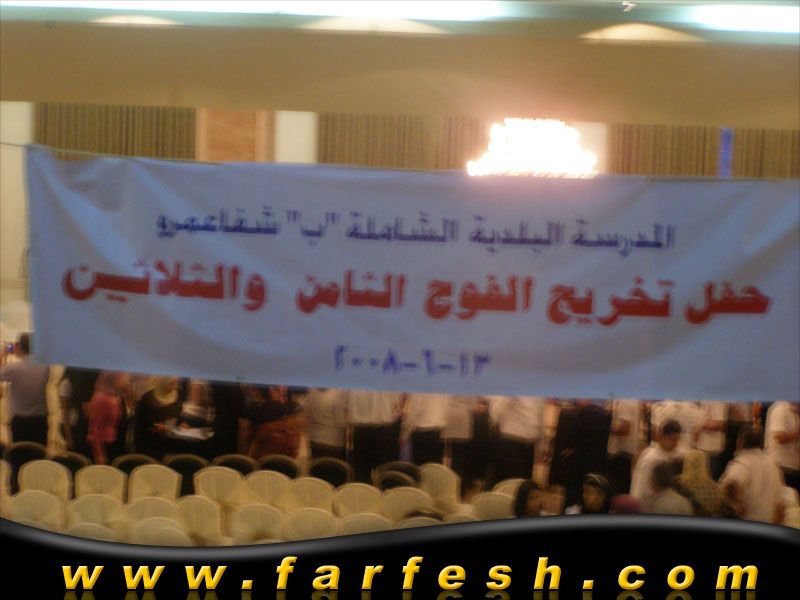 المدرسة البلدية الشاملة "ب" شفاعمرو
حفل تخريج الفوج الثامن والثلاثين
١٣-٦-٢٠٠٨
www.farfesh.com